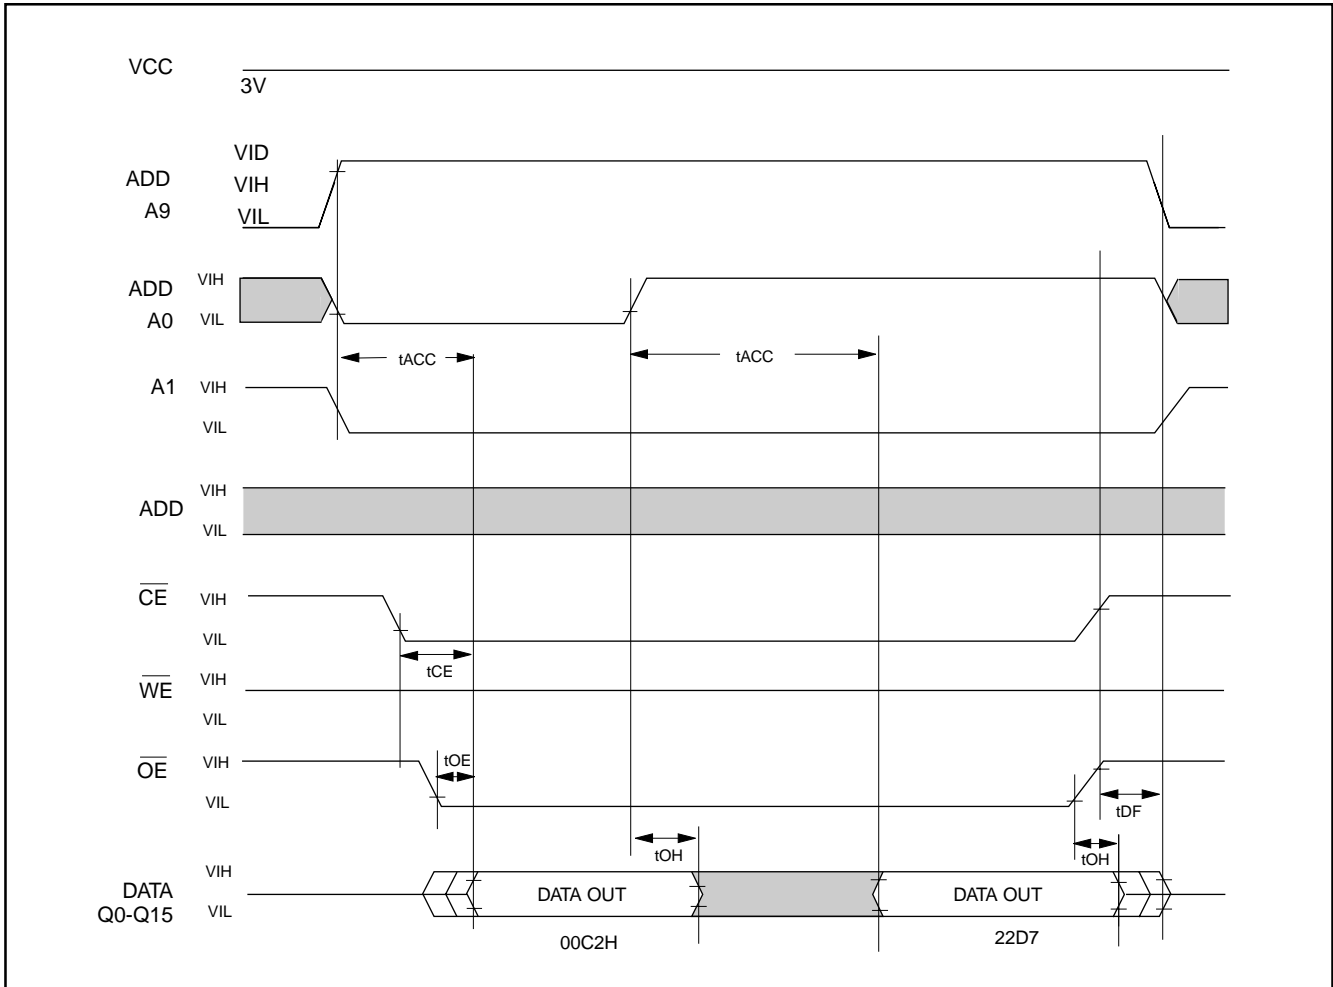 VCC
3V
VID
ADD VIH
A9 VIL
ADD VIH
A0 VIL
tACC tACC
A1 VIH
VIL
ADD VIH
VIL
CE VIH
VIL
tCE
WE VIH
VIL
OE VIH
tOE
VIL
tDF
tOH tOH
VIH
DATA DATA OUT DATA OUT
Q0-Q15 VIL
00C2H 22D7